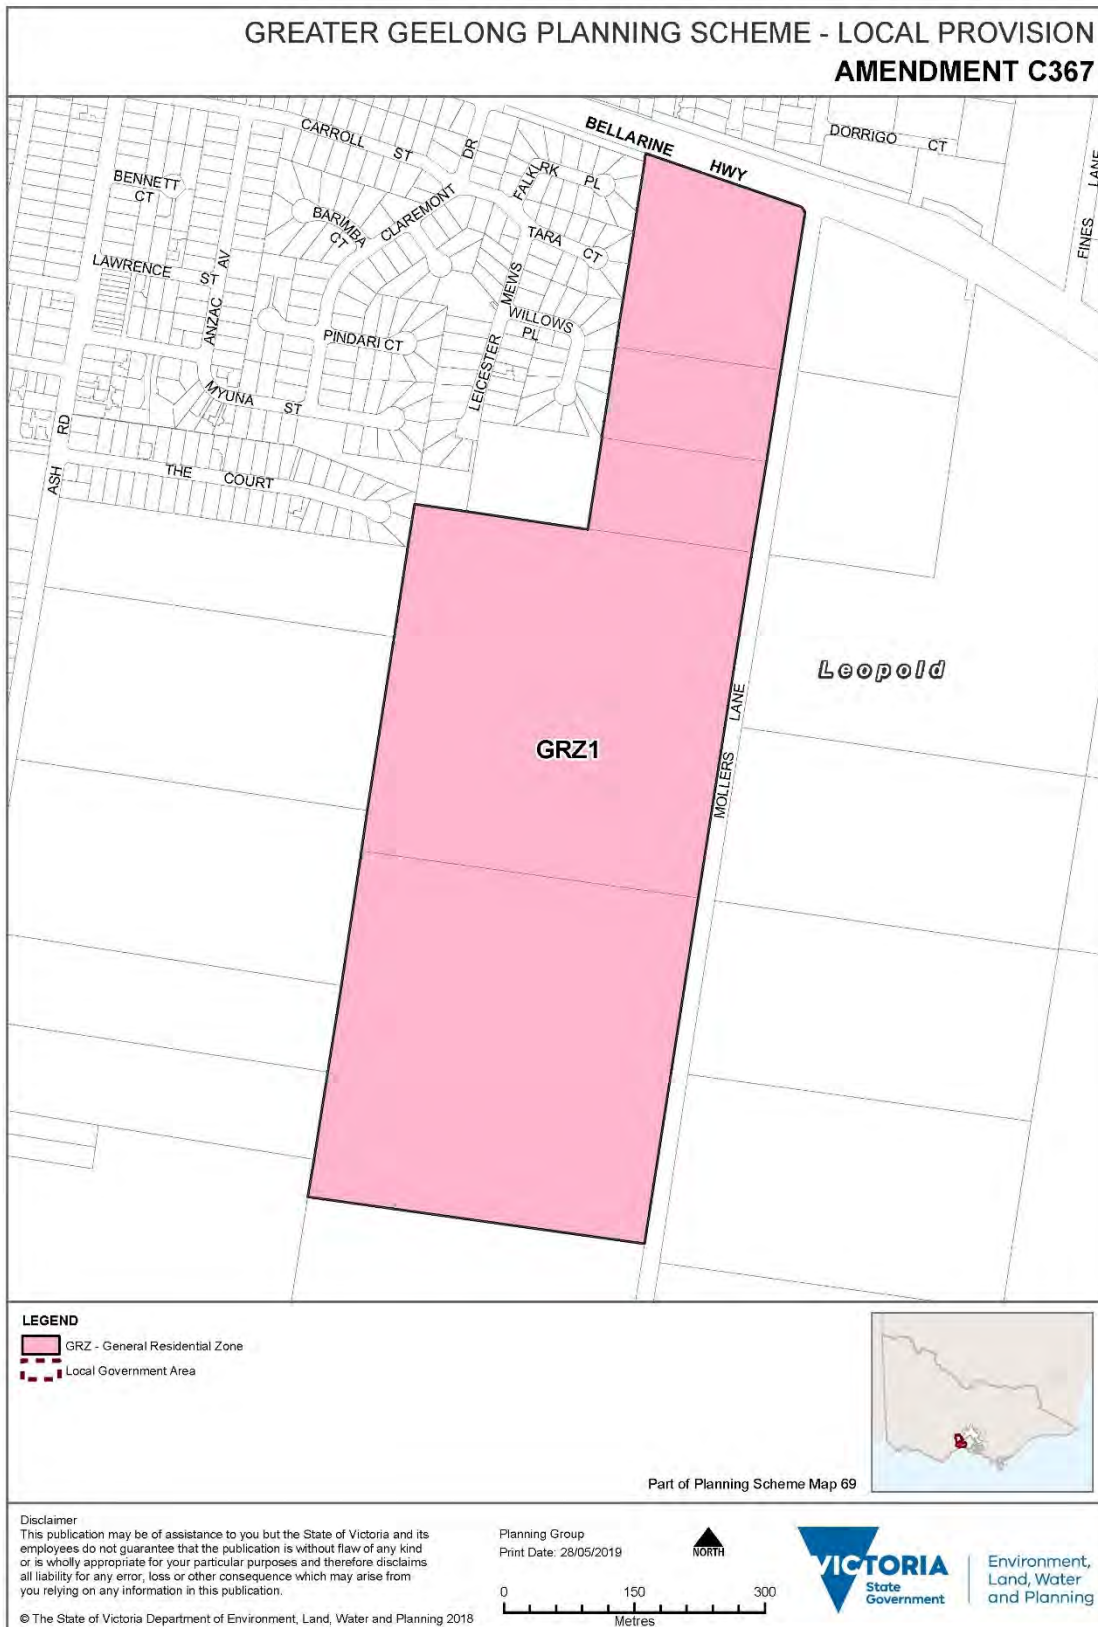 GREATER GEELONG PLANNING SCHEME - LOCAL PROVISION
AMENDMENT C367
BELLARINE HWY
DORRIGO CT
FINES LANE
CARROLL ST
DR
FALKIRK PL
BENNETT CT
BARIMBA CT
CLAREMONT
TARA CT
LAWRENCE ST
ANZAC AV
MEWS
WILLOWS PL
PINDARI CT
LEICESTER
MYUNA ST
ASH RD
THE COURT
Leopold
GRZ1
MOLLERS LANE
LEGEND
GRZ - General Residential Zone
Local Government Area
Part of Planning Scheme Map 69
Disclaimer
This publication may be of assistance to you but the State of Victoria and its
employees do not guarantee that the publication is without flaw of any kind
or is wholly appropriate for your particular purposes and therefore disclaims
all liability for any error, loss or other consequence which may arise from
you relying on any information in this publication.
© The State of Victoria Department of Environment, Land, Water and Planning 2018
Planning Group
Print Date: 28/05/2019
NORTH
0 150 300
Metres
VICTORIA
State
Government
Environment,
Land, Water
and Planning